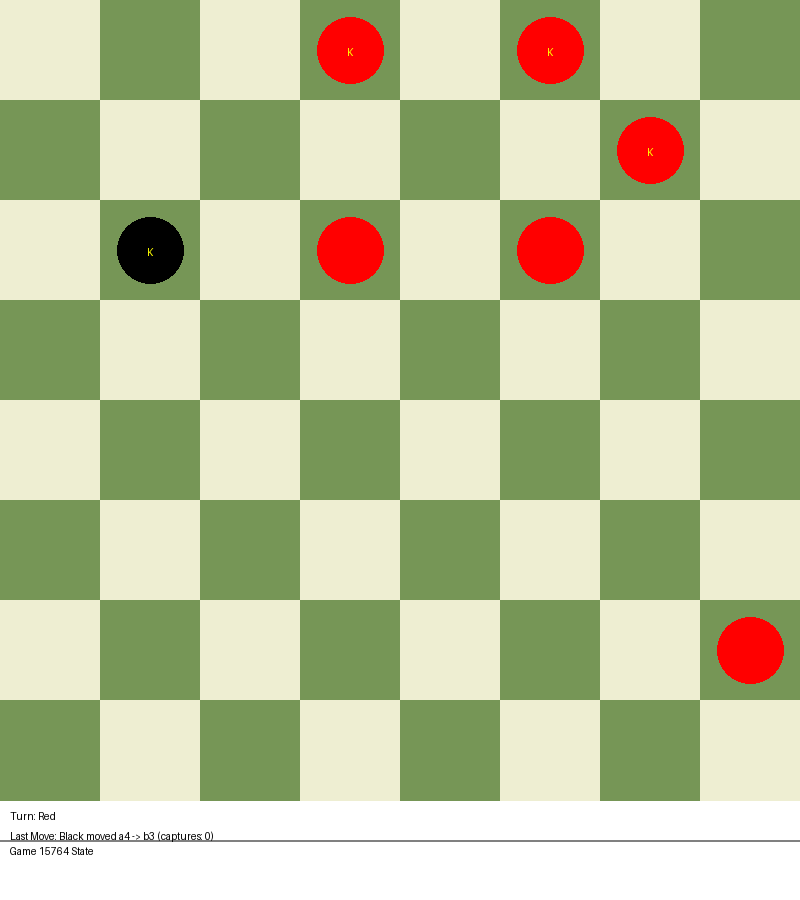 K K
K
K
Turn: Red
Last Move: Black moved a4 -> b3 (captures: 0)
Game 15764 State